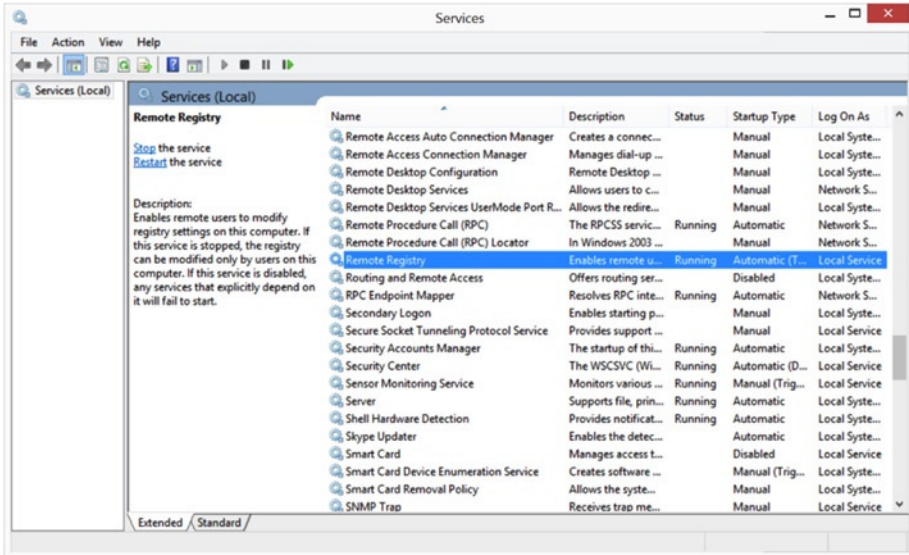 Services
File Action View Help
Services (Local)
Services (Local)
Remote Registry
Stop the service
Restart the service
Description:
Enables remote users to modify
registry settings on this computer. If
this service is stopped, the registry
can be modified only by users on this
computer. If this service is disabled,
any services that explicitly depend on
it will fail to start.
Name Description Status Startup Type Log On As
Remote Access Auto Connection Manager Creates a connec... Manual Local Syste...
Remote Access Connection Manager Manages dial-up ... Manual Local Syste...
Remote Desktop Configuration Remote Desktop ... Manual Local Syste...
Remote Desktop Services Allows users to c... Manual Network S...
Remote Desktop Services UserMode Port R... Allows the redire... Manual Local Syste...
Remote Procedure Call (RPC) The RPCSS servic... Running Automatic Network S...
Remote Procedure Call (RPC) Locator In Windows 2003 ... Manual Network S...
Remote Registry Enables remote u... Running Automatic (T... Local Service
Routing and Remote Access Offers routing ser... Disabled Local Syste...
RPC Endpoint Mapper Resolves RPC inte... Running Automatic Network S...
Secondary Logon Enables starting p... Manual Local Syste...
Secure Socket Tunneling Protocol Service Provides support ... Manual Local Service
Security Accounts Manager The startup of thi... Running Automatic Local Syste...
Security Center The WSCSVC (Wi... Running Automatic (D... Local Service
Sensor Monitoring Service Monitors various ... Running Manual (Trig... Local Service
Server Supports file, prin... Running Automatic Local Syste...
Shell Hardware Detection Provides notificat... Running Automatic Local Syste...
Skype Updater Enables the detec... Automatic Local Syste...
Smart Card Manages access t... Disabled Local Service
Smart Card Device Enumeration Service Creates software ... Manual (Trig... Local Syste...
Smart Card Removal Policy Allows the syste... Manual Local Syste...
SNMP Trap Receives trap me... Manual Local Service
Extended Standard